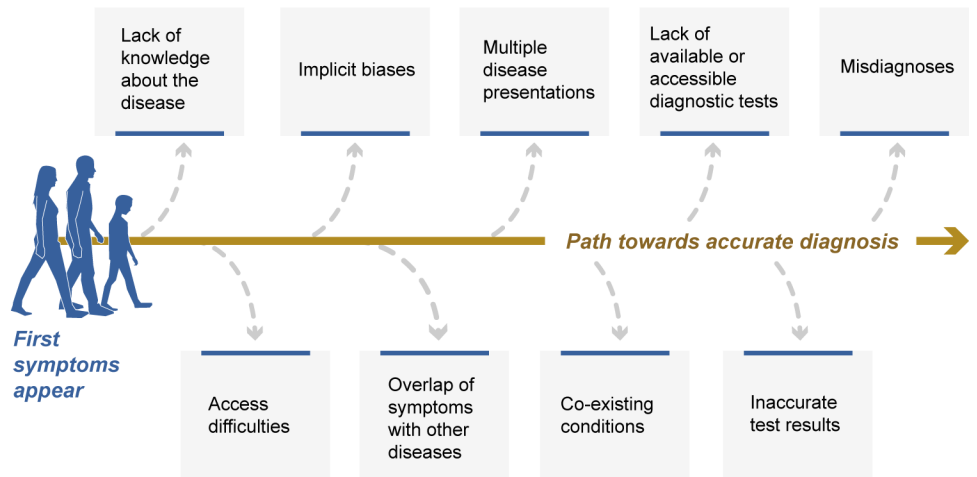 Lack of
knowledge
about the
disease
Implicit biases
Multiple
disease
presentations
Lack of
available or
accessible
diagnostic tests
Misdiagnoses
Path towards accurate diagnosis
First
symptoms
appear
Access
difficulties
Overlap of
symptoms
with other
diseases
Co-existing
conditions
Inaccurate
test results